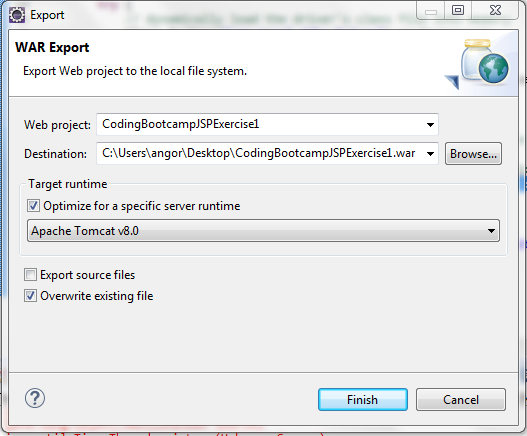 Export
WAR Export
Export Web project to the local file system.
Web project: CodingBootcampJSPExercise1
Destination: C:\Users\angor\Desktop\CodingBootcampJSPExercise1.war Browse...
Target runtime
Optimize for a specific server runtime
Apache Tomcat v8.0
Export source files
Overwrite existing file
? Finish Cancel